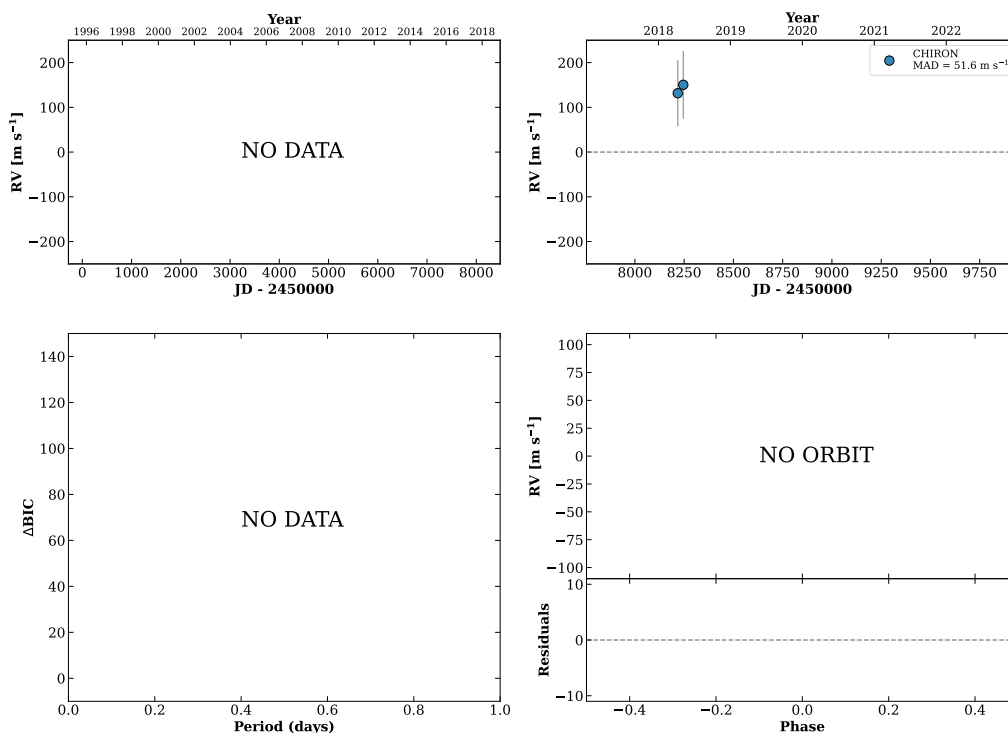 Year
1996 1998 2000 2002 2004 2006 2008 2010 2012 2014 2016 2018
200
100
0
−100
−200
RV [m s⁻¹]
NO DATA
0 1000 2000 3000 4000 5000 6000 7000 8000
JD - 2450000
Year
2018 2019 2020 2021 2022
CHIRON
MAD = 51.6 m s⁻¹
200
100
0
−100
−200
RV [m s⁻¹]
8000 8250 8500 8750 9000 9250 9500 9750
JD - 2450000
140
120
100
80
60
40
20
0
ΔBIC
NO DATA
0.0 0.2 0.4 0.6 0.8 1.0
Period (days)
100
75
50
25
0
−25
−50
−75
−100
RV [m s⁻¹]
NO ORBIT
10
0
−10
Residuals
−0.4 −0.2 0.0 0.2 0.4
Phase